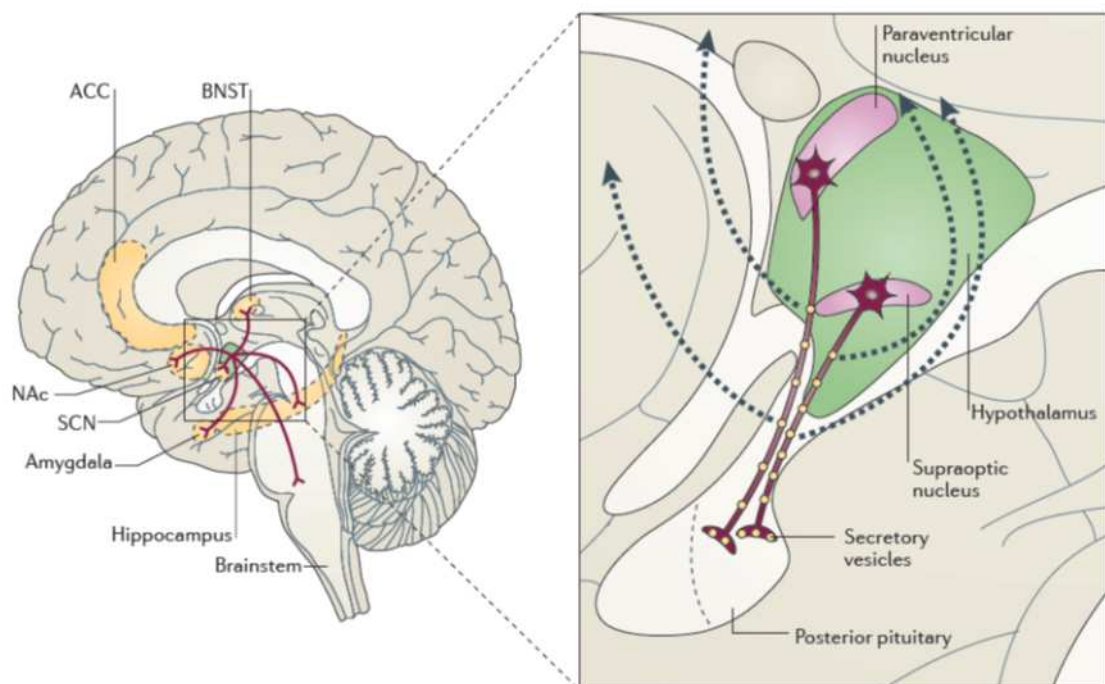 ACC
BNST
NAc
SCN
Amygdala
Hippocampus
Brainstem
Paraventricular
nucleus
Hypothalamus
Supraoptic
nucleus
Secretory
vesicles
Posterior pituitary